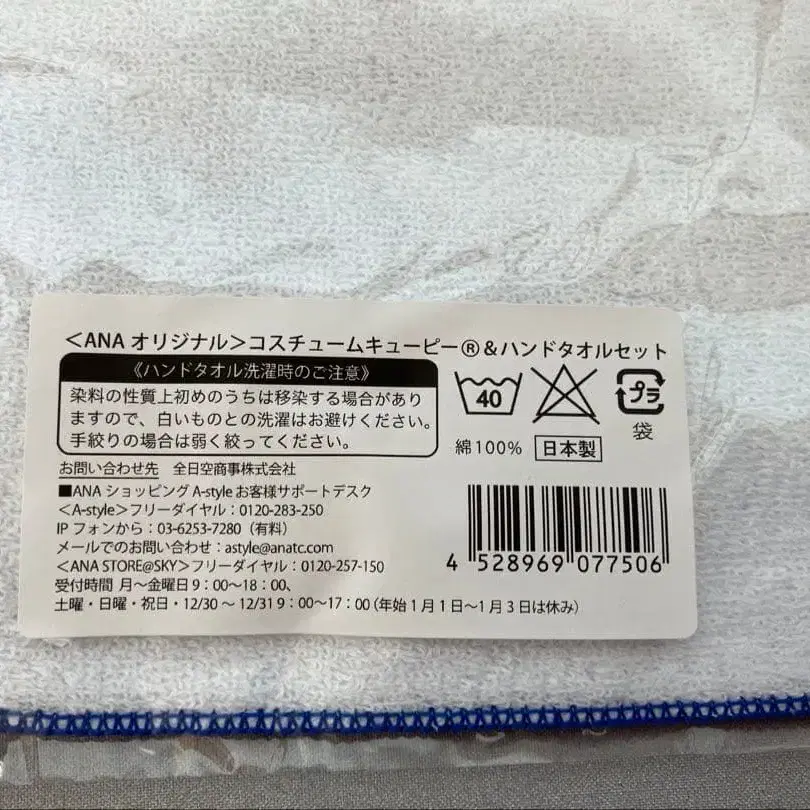 ＜ANA オリジナル＞コスチュームキューピー®＆ハンドタオルセット
《ハンドタオル洗濯時のご注意》
染料の性質上初めのうちは移染する場合があり
ますので、白いものとの洗濯はお避けください。
手絞りの場合は弱く絞ってください。
40
プラ
袋
綿100% 日本製
お問い合わせ先 全日空商事株式会社
■ANA ショッピング A-style お客様サポートデスク
＜A-style＞フリーダイヤル：0120-283-250
IP フォンから：03-6253-7280（有料）
メールでのお問い合わせ：astyle@anatc.com
＜ANA STORE@SKY＞フリーダイヤル：0120-257-150
受付時間 月～金曜日 9：00～18：00、
土曜・日曜・祝日・12/30 ～ 12/31 9：00～17：00（年始 1 月 1 日～1 月 3 日は休み）
4 528969 077506